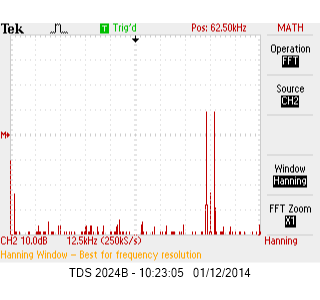 Tek Trig'd Pos: 62.50kHz MATH
Operation
FFT
Source
CH2
M
Window
Hanning
FFT Zoom
X1
CH2 10.0dB 12.5kHz (250kS/s) Hanning
Hanning Window – Best for frequency resolution
TDS 2024B - 10:23:05 01/12/2014